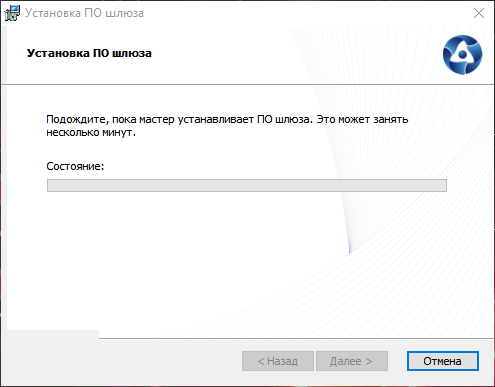 Установка ПО шлюза
Установка ПО шлюза
Подождите, пока мастер устанавливает ПО шлюза. Это может занять
несколько минут.
Состояние:
< Назад
Далее >
Отмена